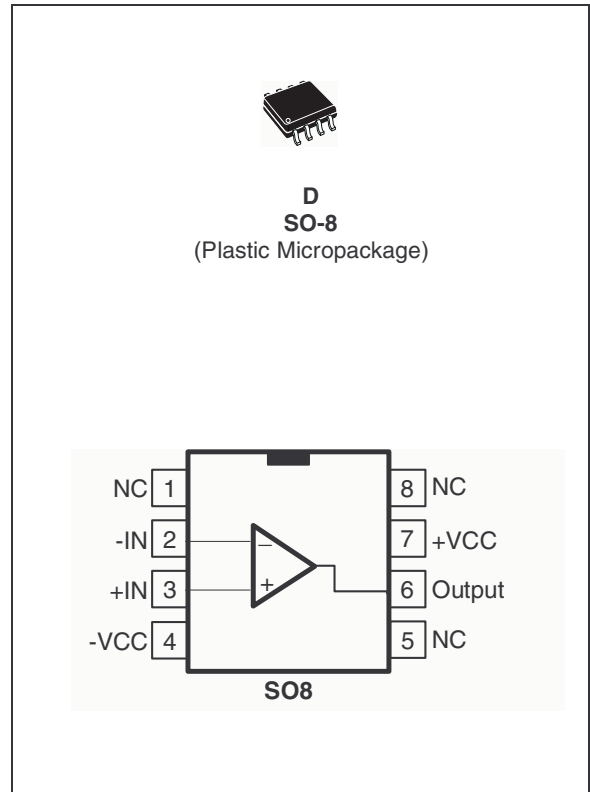 D
SO-8
(Plastic Micropackage)
NC 1 8 NC
-IN 2 – 7 +VCC
+IN 3 + 6 Output
-VCC 4 5 NC
SO8